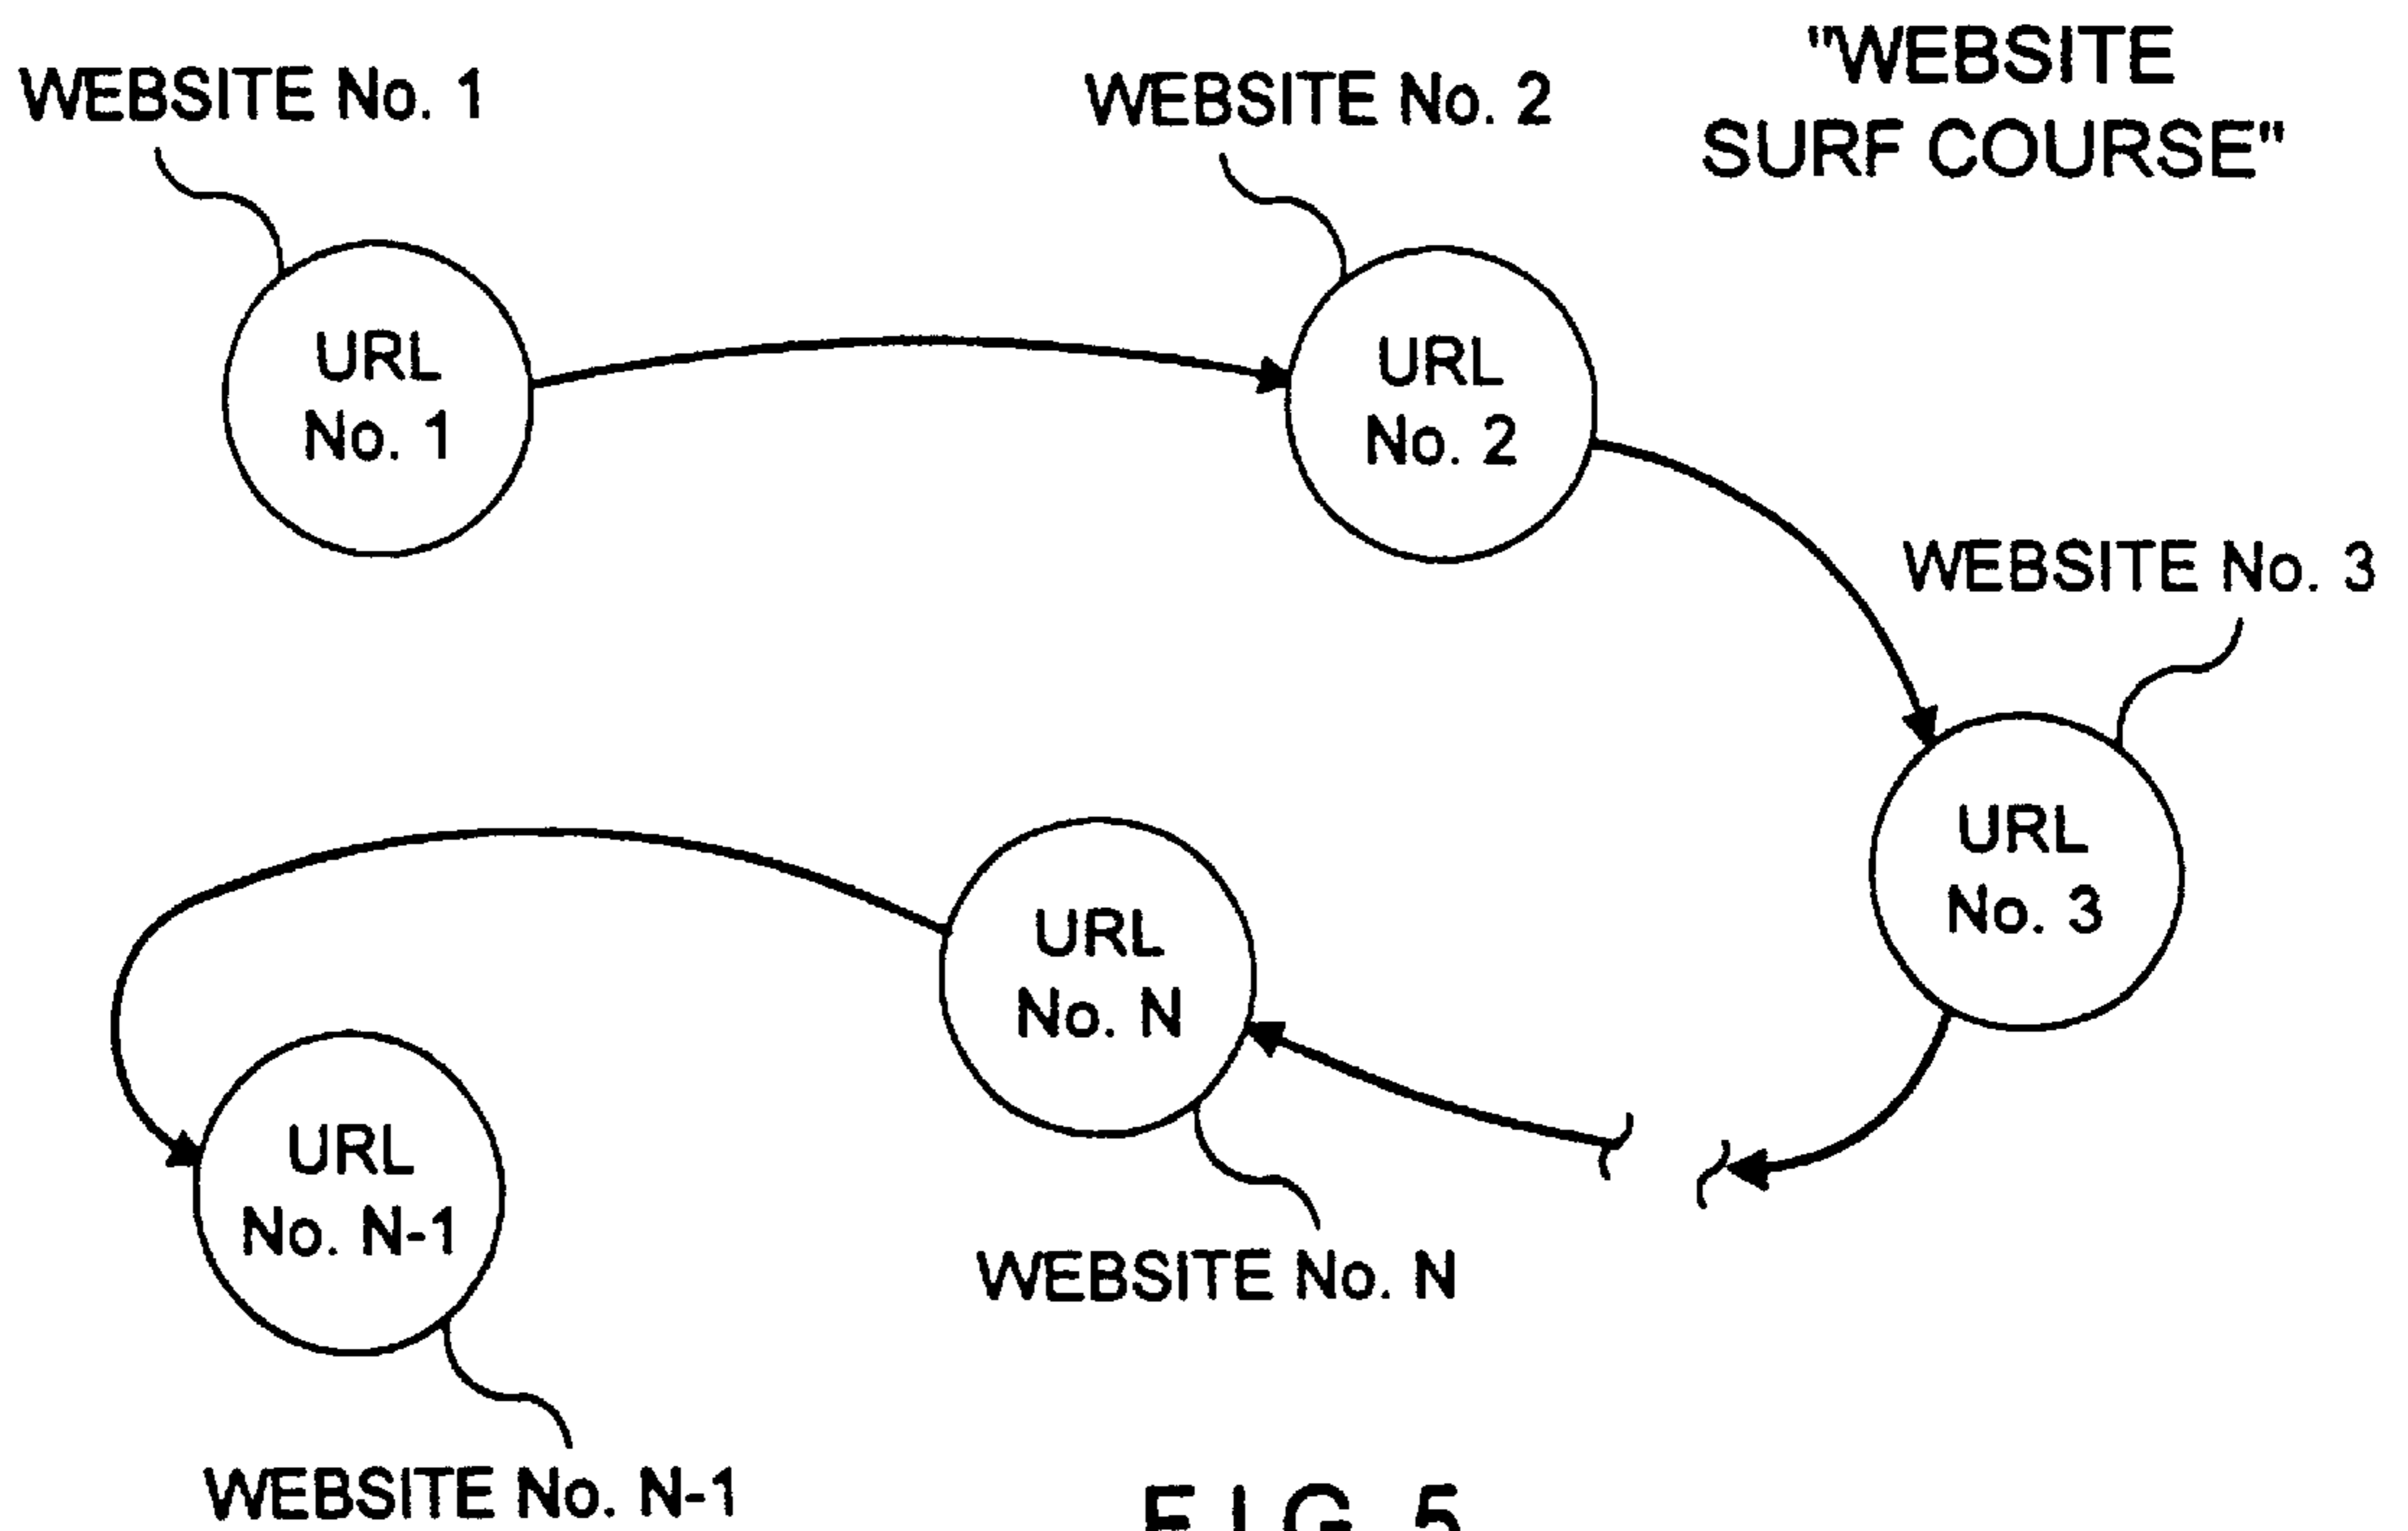 "WEBSITE
SURF COURSE"
WEBSITE No. 1
WEBSITE No. 2
URL
No. 1
URL
No. 2
WEBSITE No. 3
URL
No. 3
URL
No. N
WEBSITE No. N
URL
No. N-1
WEBSITE No. N-1
FIG. 5